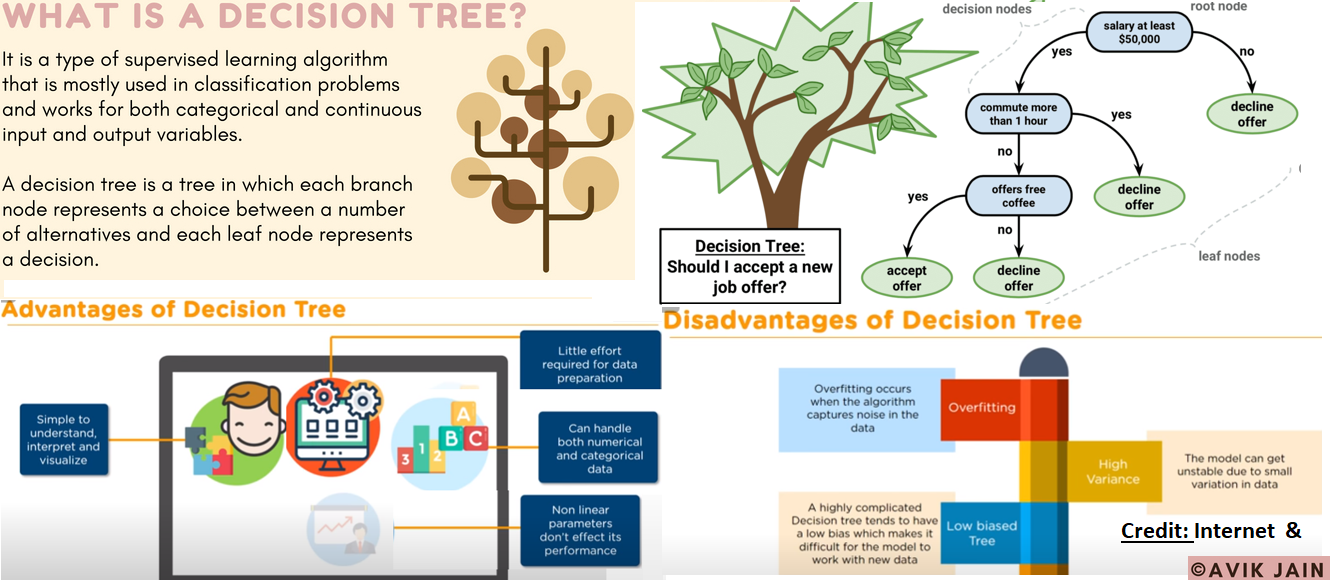 WHAT IS A DECISION TREE?
It is a type of supervised learning algorithm
that is mostly used in classification problems
and works for both categorical and continuous
input and output variables.
A decision tree is a tree in which each branch
node represents a choice between a number
of alternatives and each leaf node represents
a decision.
decision nodes
root node
salary at least
$50,000
yes
no
commute more
than 1 hour
decline
offer
yes
no
offers free
coffee
decline
offer
yes
no
leaf nodes
accept
offer
decline
offer
Decision Tree:
Should I accept a new
job offer?
Advantages of Decision Tree
Simple to
understand,
interpret and
visualize
Little effort
required for data
preparation
A
B C
1
2
3
Can handle
both numerical
and categorical
data
Non linear
parameters
don't effect its
performance
Disadvantages of Decision Tree
Overfitting occurs
when the algorithm
captures noise in the
data
Overfitting
High
Variance
The model can get
unstable due to small
variation in data
A highly complicated
Decision tree tends to have
a low bias which makes it
difficult for the model to
work with new data
Low biased
Tree
Credit: Internet &
©AVIK JAIN